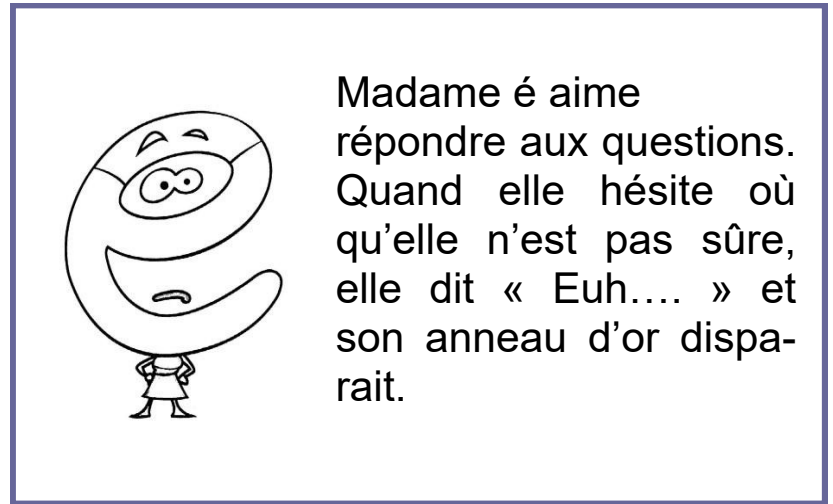 Madame é aime
répondre aux questions.
Quand elle hésite où
qu’elle n’est pas sûre,
elle dit « Euh…. » et
son anneau d’or dispa-
rait.